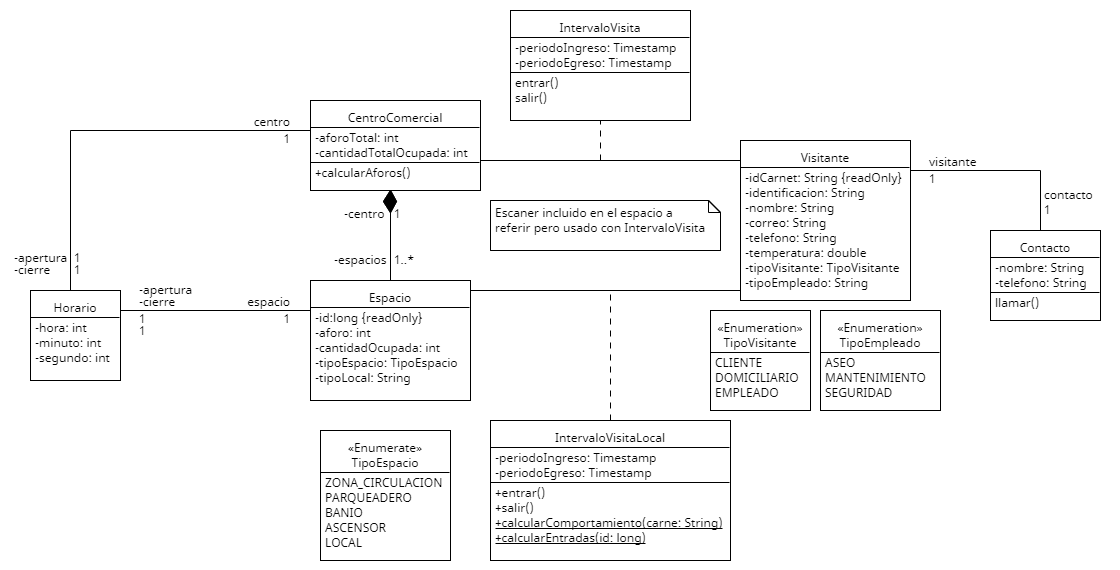 IntervaloVisita
-periodoIngreso: Timestamp
-periodoEgreso: Timestamp
entrar()
salir()
CentroComercial
-aforoTotal: int
-cantidadTotalOcupada: int
+calcularAforos()
centro
1
Visitante
-idCarnet: String {readOnly}
-identificacion: String
-nombre: String
-correo: String
-telefono: String
-temperatura: double
-tipoVisitante: TipoVisitante
-tipoEmpleado: String
visitante
1
contacto
1
Contacto
-nombre: String
-telefono: String
llamar()
-centro
1
Escaner incluido en el espacio a
referir pero usado con IntervaloVisita
-espacios
1..*
-apertura 1
-cierre 1
Horario
-hora: int
-minuto: int
-segundo: int
-apertura
-cierre
1
1
espacio
1
Espacio
-id:long {readOnly}
-aforo: int
-cantidadOcupada: int
-tipoEspacio: TipoEspacio
-tipoLocal: String
«Enumeration»
TipoVisitante
CLIENTE
DOMICILIARIO
EMPLEADO
«Enumeration»
TipoEmpleado
ASEO
MANTENIMIENTO
SEGURIDAD
«Enumerate»
TipoEspacio
ZONA_CIRCULACION
PARQUEADERO
BANIO
ASCENSOR
LOCAL
IntervaloVisitaLocal
-periodoIngreso: Timestamp
-periodoEgreso: Timestamp
+entrar()
+salir()
+calcularComportamiento(carne: String)
+calcularEntradas(id: long)